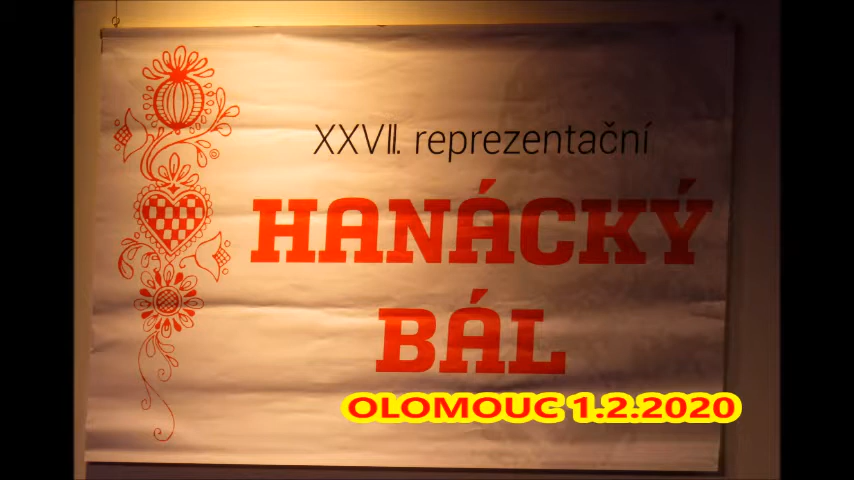 XXVII. reprezentační
HANÁCKÝ
BÁL
OLOMOUC 1.2.2020